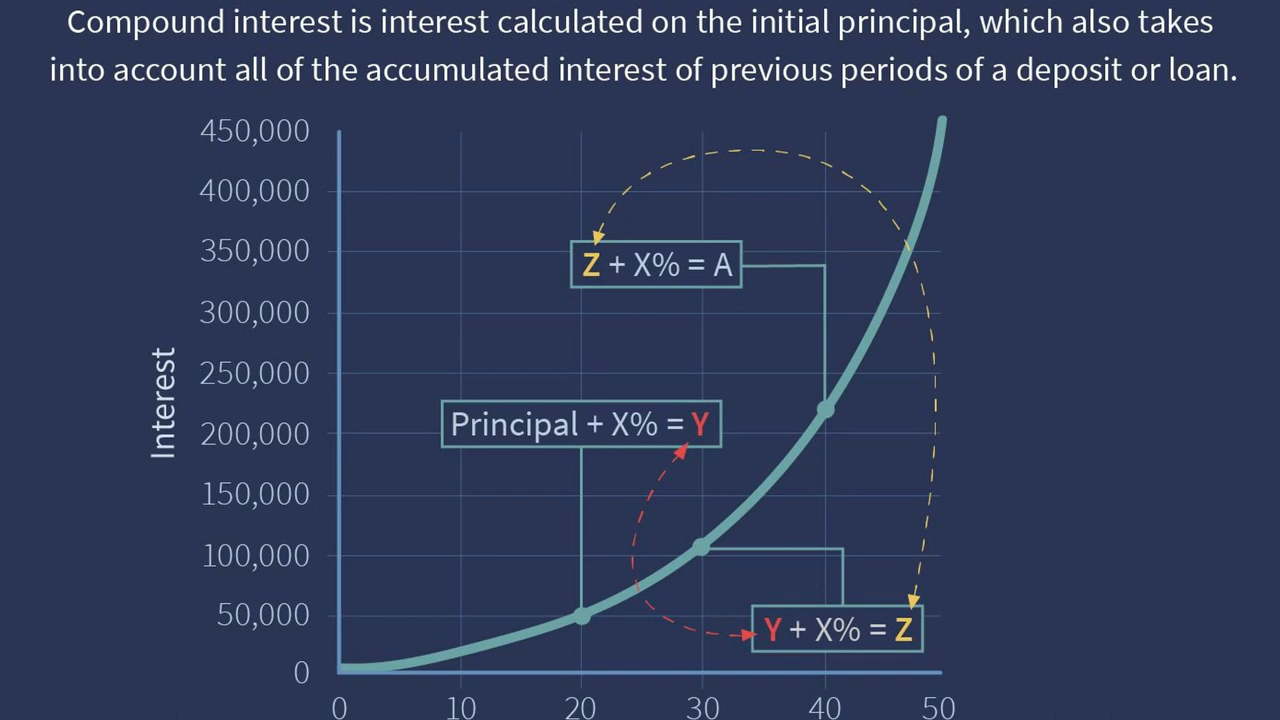 Compound interest is interest calculated on the initial principal, which also takes
into account all of the accumulated interest of previous periods of a deposit or loan.
450,000
400,000
350,000
Z + X% = A
300,000
250,000
Interest
Principal + X% = Y
200,000
150,000
100,000
50,000
Y + X% = Z
0
0 10 20 30 40 50